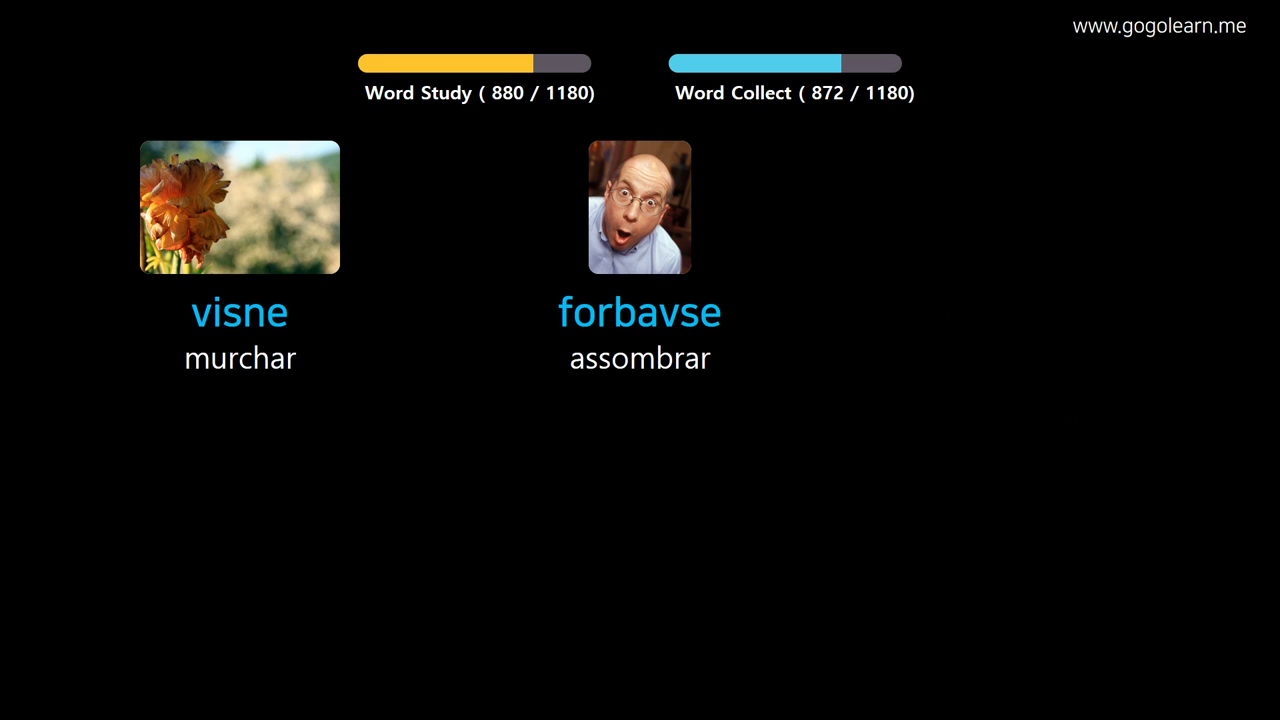 www.gogolearn.me
Word Study ( 880 / 1180)
Word Collect ( 872 / 1180)
visne
murchar
forbavse
assombrar